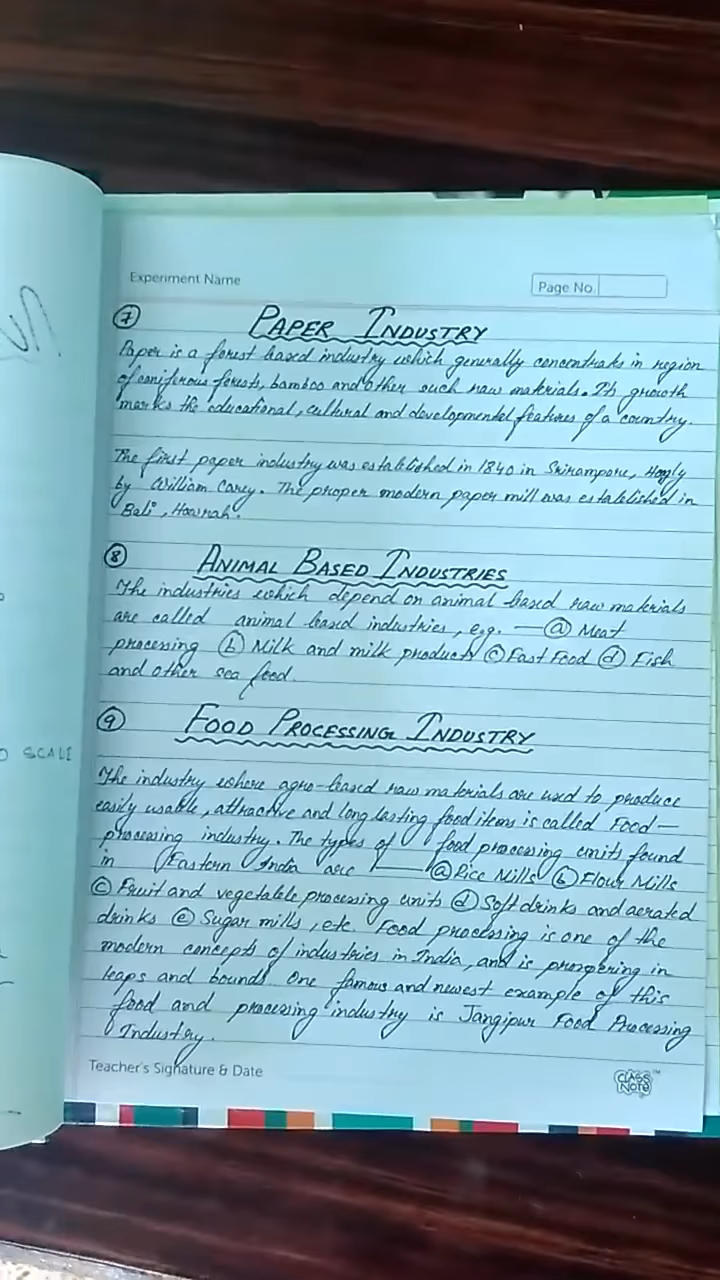 Experiment Name
Page No.
7 PAPER INDUSTRY
Paper is a forest based industry which generally concentrates in region
of coniferous forests, bamboo and other such raw materials. Its growth
marks the educational, cultural and developmental features of a country.
The first paper industry was established in 1840 in Srirampore, Hoogly
by William Carey. The proper modern paper mill was established in
Bali, Howrah.
8 ANIMAL BASED INDUSTRIES
The industries which depend on animal based raw materials
are called animal based industries, e.g. — (a) Meat
processing (b) Milk and milk products (c) Fast Food (d) Fish
and other sea food.
9 FOOD PROCESSING INDUSTRY
The industry where agro-based raw materials are used to produce
easily usable, attractive and long lasting food items is called Food—
processing industry. The types of food processing units found
in Eastern India are — (a) Rice Mills (b) Flour Mills
(c) Fruit and vegetable processing units (d) Soft drinks and aerated
drinks (e) Sugar mills, etc. Food processing is one of the
modern concepts of industries in India, and is prospering in
leaps and bounds. One famous and newest example of this
food and processing industry is Jangipur Food Processing
Industry.
Teacher's Signature & Date
CLASS NOTE
O SCALE